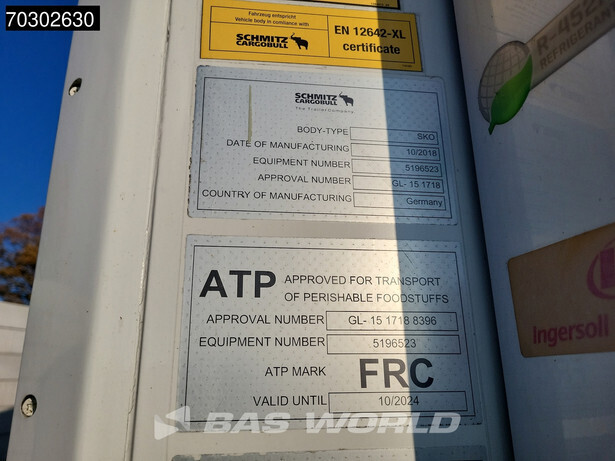 70302630
Fahrzeug entspricht
Vehicle body in compliance with
SCHMITZ
CARGOBULL
EN 12642-XL
certificate
SCHMITZ
CARGOBULL
The Trailer Company
BODY-TYPE SKO
DATE OF MANUFACTURING 10/2018
EQUIPMENT NUMBER 5196523
APPROVAL NUMBER GL- 15 1718
COUNTRY OF MANUFACTURING Germany
ATP APPROVED FOR TRANSPORT
OF PERISHABLE FOODSTUFFS
APPROVAL NUMBER GL- 15 1718 8396
EQUIPMENT NUMBER 5196523
ATP MARK FRC
VALID UNTIL 10/2024
BAS WORLD
Ingersoll